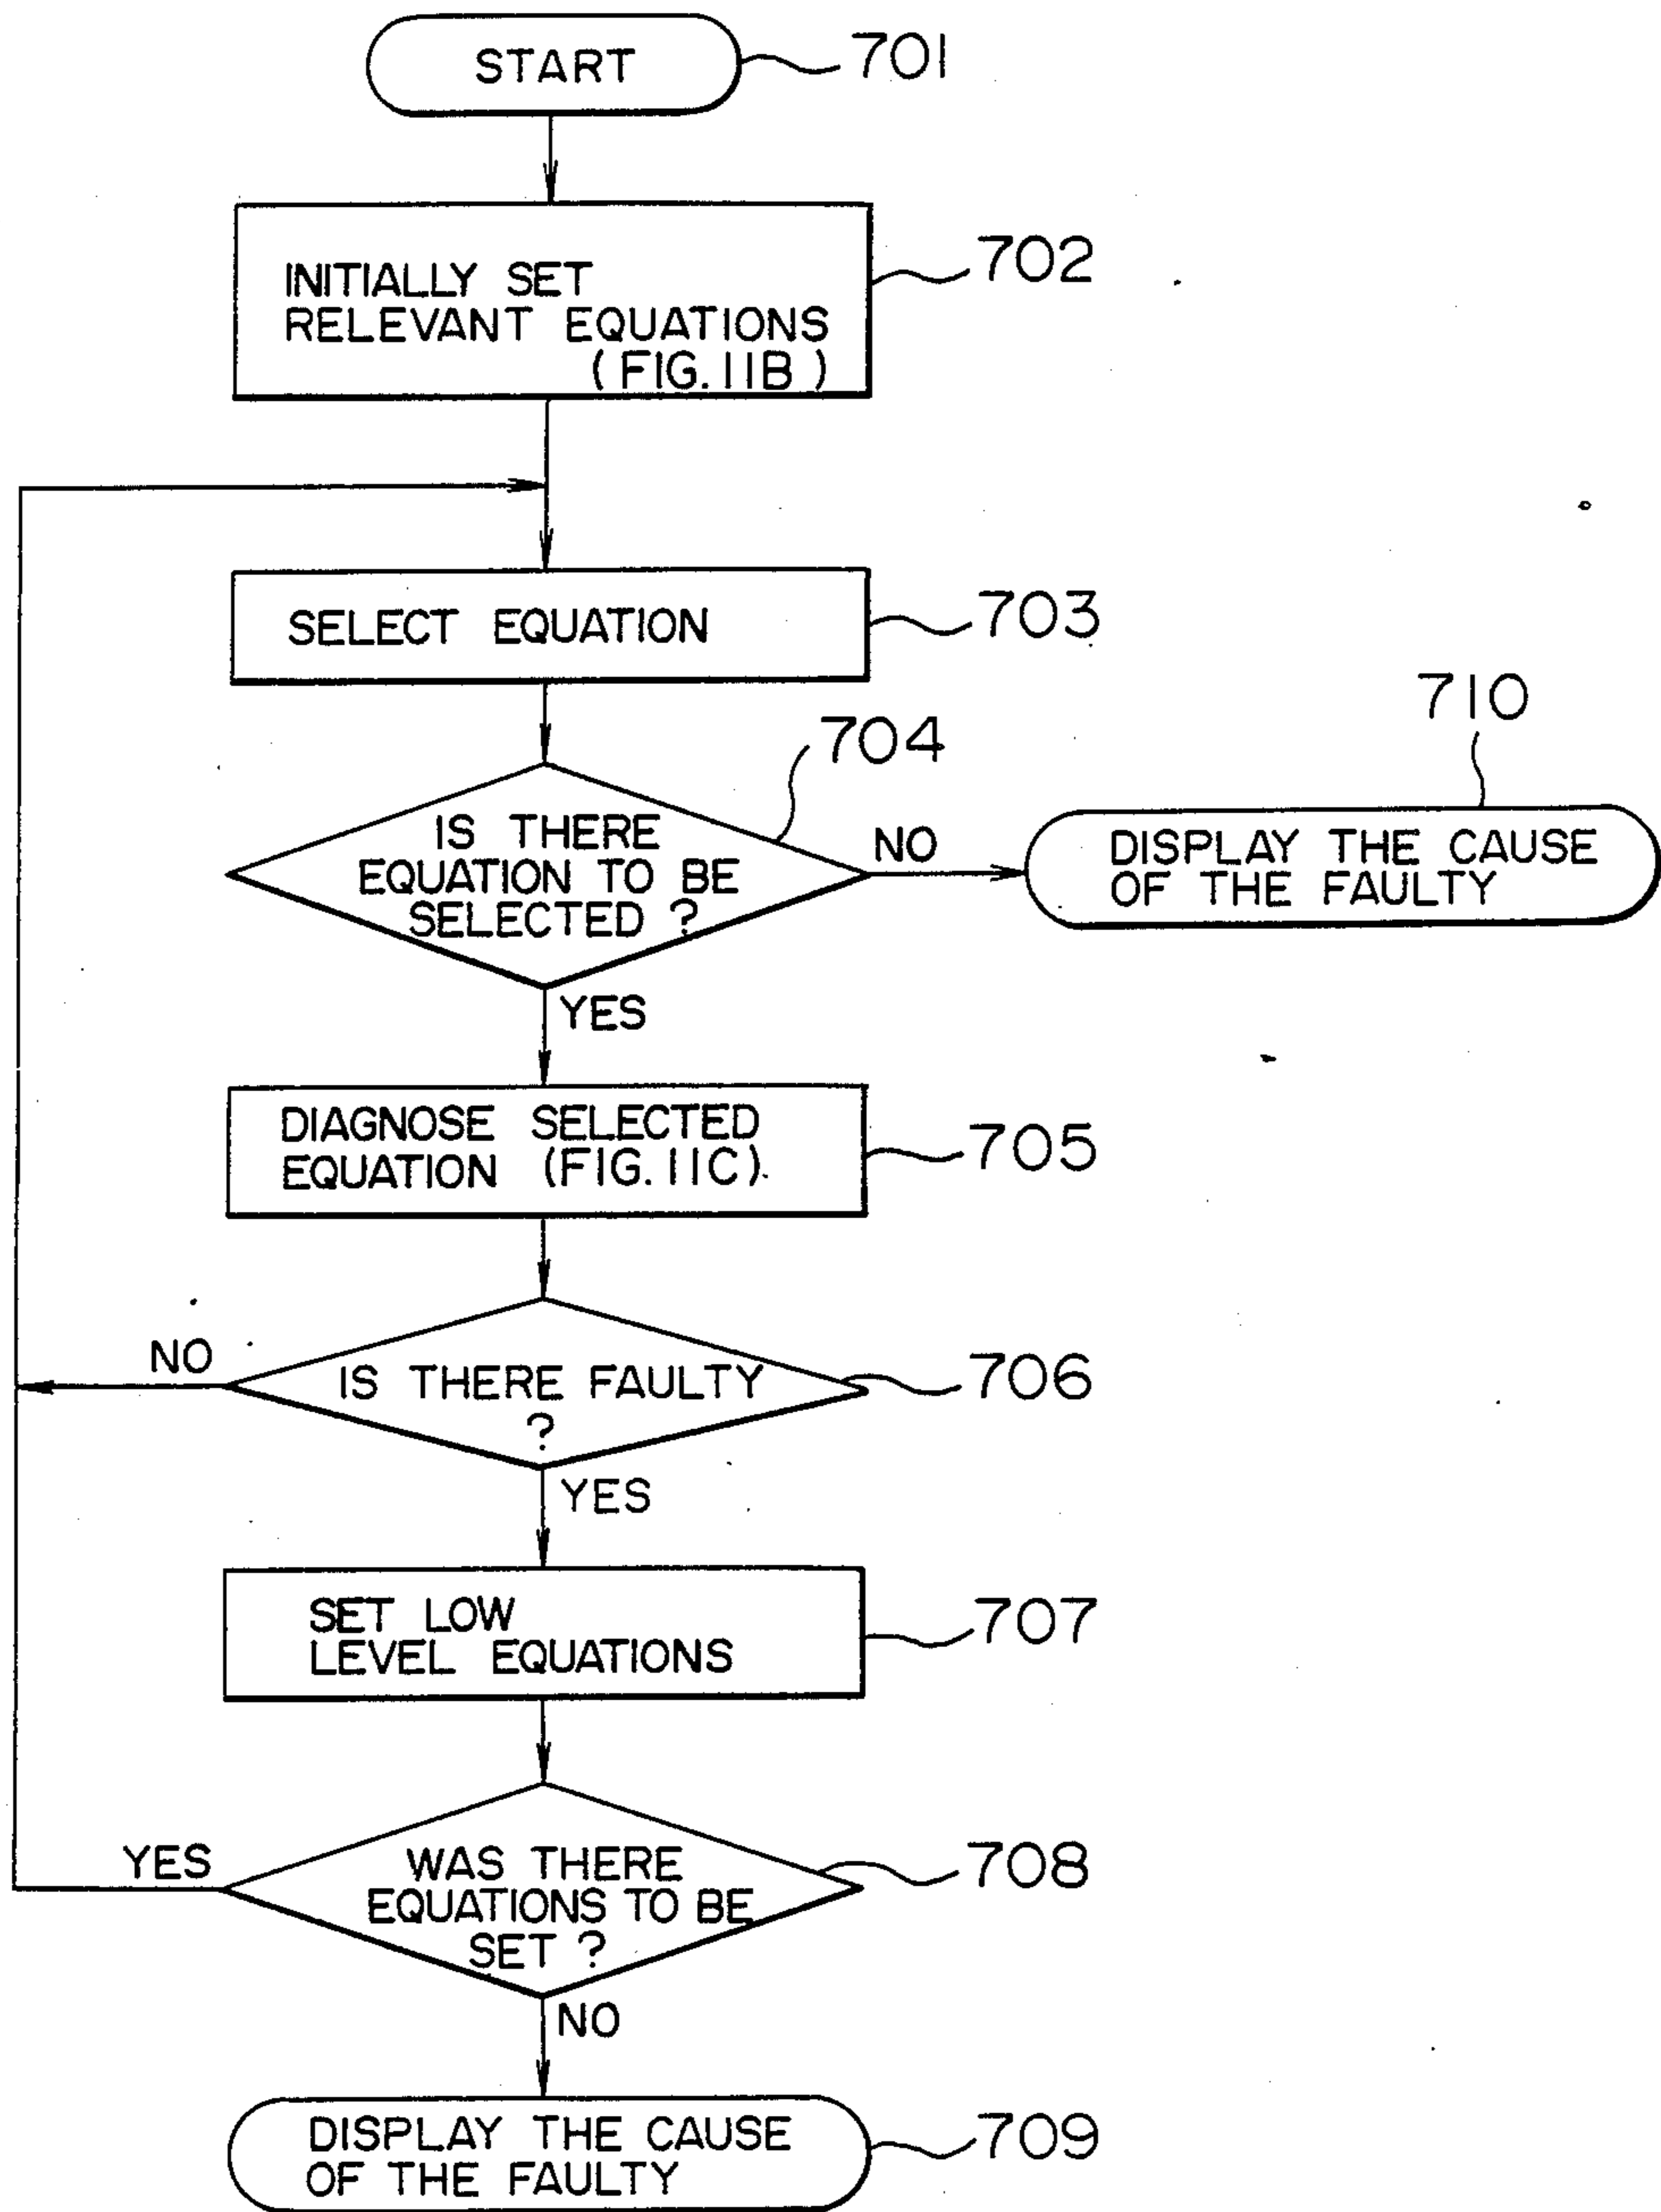 START
701
INITIALLY SET
RELEVANT EQUATIONS
(FIG.11B)
702
SELECT EQUATION
703
704
710
IS THERE
EQUATION TO BE
SELECTED ?
NO
DISPLAY THE CAUSE
OF THE FAULTY
YES
DIAGNOSE SELECTED
EQUATION (FIG.11C).
705
NO
IS THERE FAULTY
?
706
YES
SET LOW
LEVEL EQUATIONS
707
YES
WAS THERE
EQUATIONS TO BE
SET ?
708
NO
DISPLAY THE CAUSE
OF THE FAULTY
709